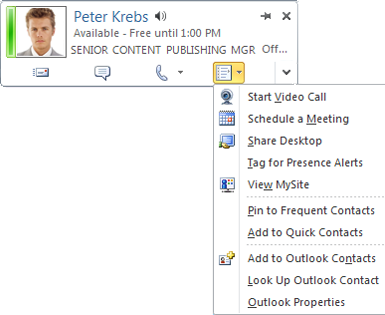 Peter Krebs
Available - Free until 1:00 PM
SENIOR CONTENT PUBLISHING MGR Off...
Start Video Call
Schedule a Meeting
Share Desktop
Tag for Presence Alerts
View MySite
Pin to Frequent Contacts
Add to Quick Contacts
Add to Outlook Contacts
Look Up Outlook Contact
Outlook Properties